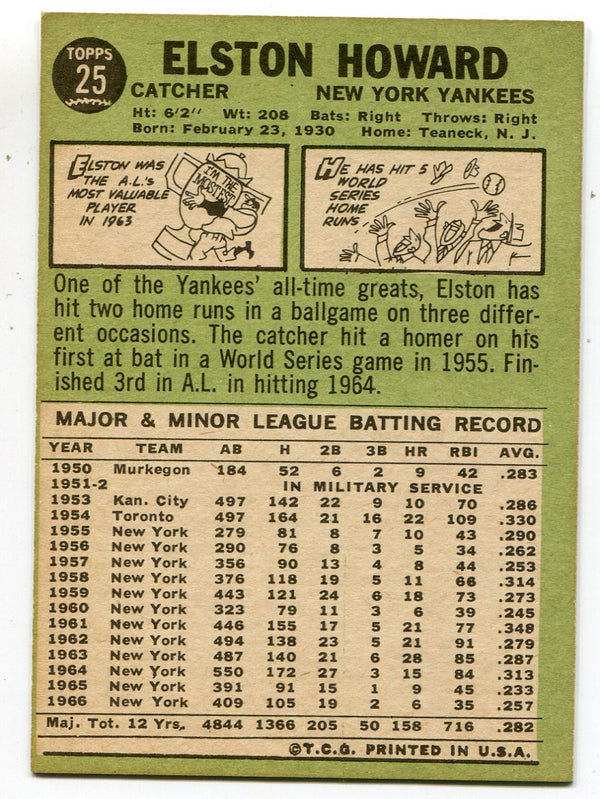 TOPPS
25
ELSTON HOWARD
CATCHER NEW YORK YANKEES
Ht: 6'2" Wt: 208 Bats: Right Throws: Right
Born: February 23, 1930 Home: Teaneck, N. J.
ELSTON WAS
THE A.L.'s
MOST VALUABLE
PLAYER
IN 1963
I'M THE
MOSTEST
HE HAS HIT 5
WORLD
SERIES
HOME
RUNS
One of the Yankees' all-time greats, Elston has
hit two home runs in a ballgame on three differ-
ent occasions. The catcher hit a homer on his
first at bat in a World Series game in 1955. Fin-
ished 3rd in A.L. in hitting 1964.
MAJOR & MINOR LEAGUE BATTING RECORD
YEAR TEAM AB H 2B 3B HR RBI AVG.
1950 Murkegon 184 52 6 2 9 42 .283
1951-2 IN MILITARY SERVICE
1953 Kan. City 497 142 22 9 10 70 .286
1954 Toronto 497 164 21 16 22 109 .330
1955 New York 279 81 8 7 10 43 .290
1956 New York 290 76 8 3 5 34 .262
1957 New York 356 90 13 4 8 44 .253
1958 New York 376 118 19 5 11 66 .314
1959 New York 443 121 24 6 18 73 .273
1960 New York 323 79 11 3 6 39 .245
1961 New York 446 155 17 5 21 77 .348
1962 New York 494 138 23 5 21 91 .279
1963 New York 487 140 21 6 28 85 .287
1964 New York 550 172 27 3 15 84 .313
1965 New York 391 91 15 1 9 45 .233
1966 New York 409 105 19 2 6 35 .257
Maj. Tot. 12 Yrs. 4844 1366 205 50 158 716 .282
©T.C.G. PRINTED IN U.S.A.